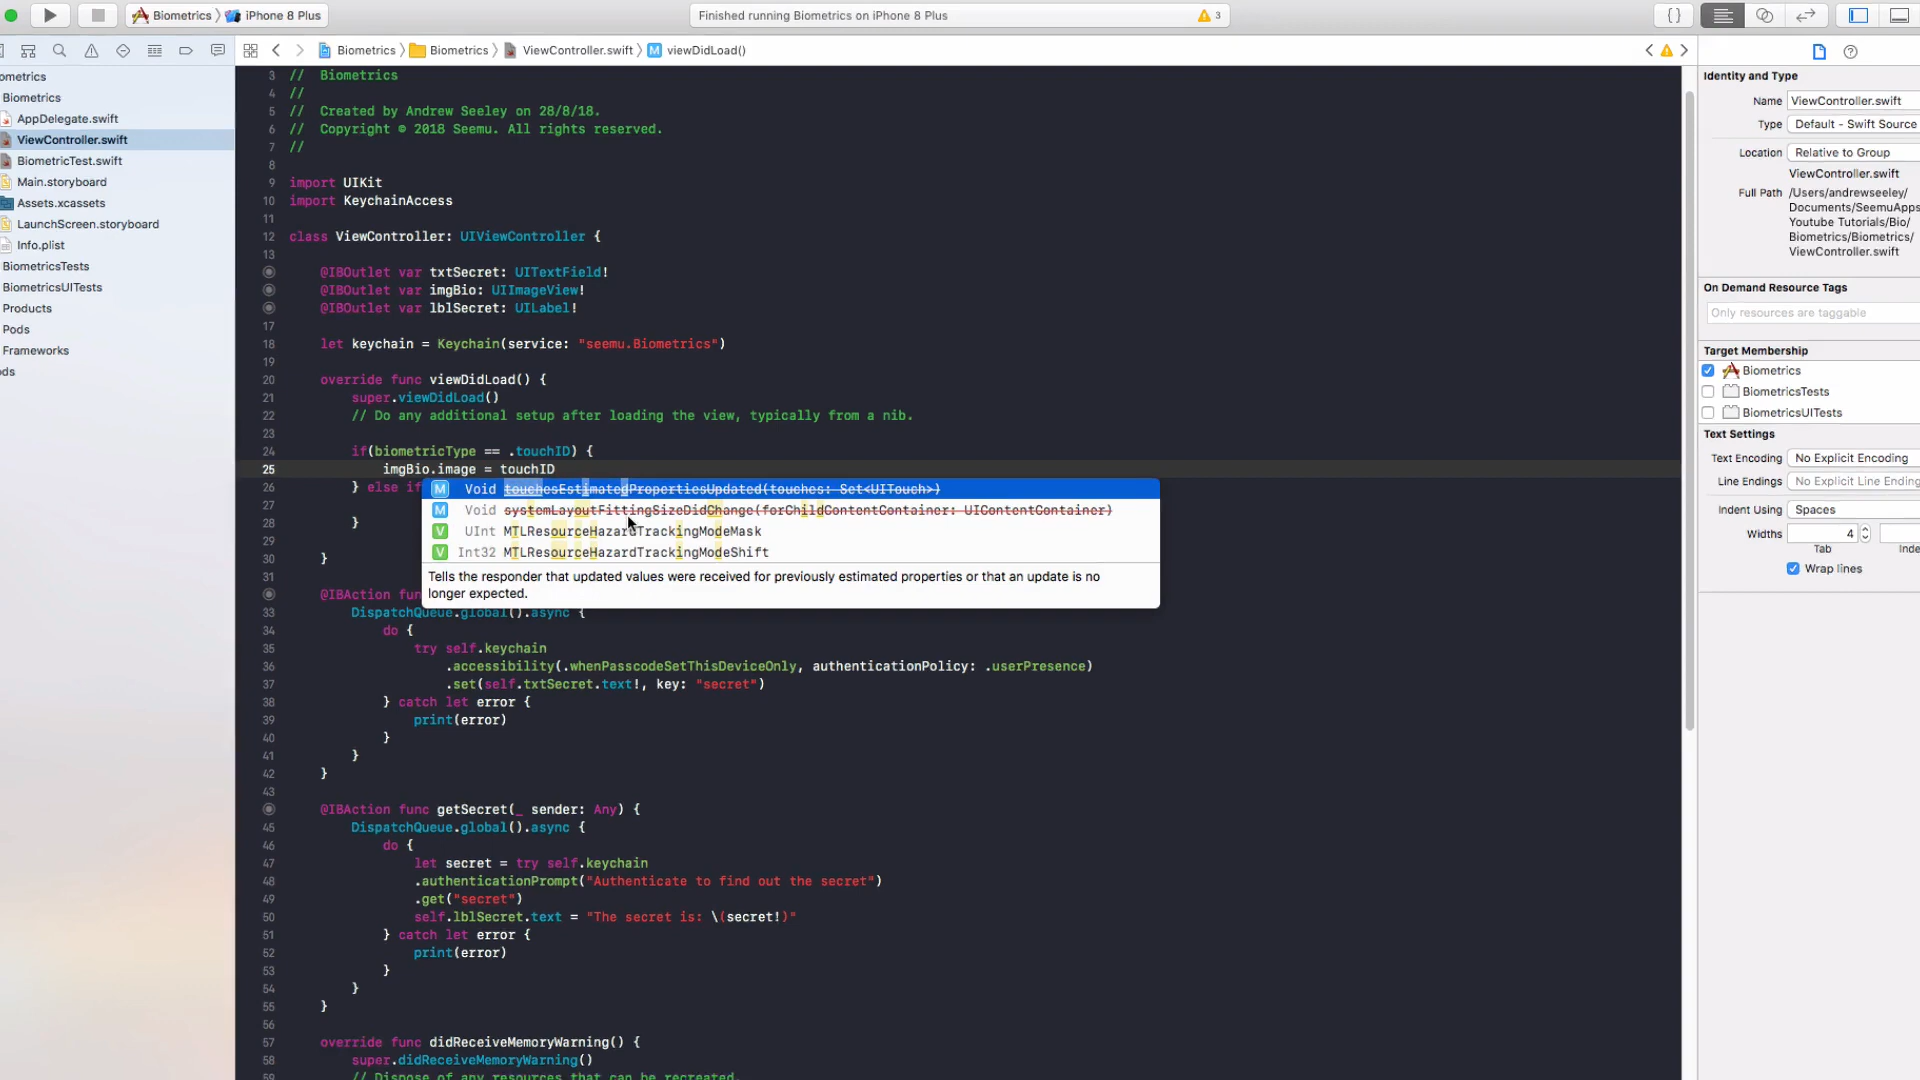 Biometrics
iPhone 8 Plus
Finished running Biometrics on iPhone 8 Plus
3
{ }
Biometrics
Biometrics
ViewController.swift
M
viewDidLoad()
ometrics
Biometrics
AppDelegate.swift
ViewController.swift
BiometricTest.swift
Main.storyboard
Assets.xcassets
LaunchScreen.storyboard
Info.plist
BiometricsTests
BiometricsUITests
Products
Pods
Frameworks
ds
3 // Biometrics
4 //
5 // Created by Andrew Seeley on 28/8/18.
6 // Copyright © 2018 Seemu. All rights reserved.
7 //
8
9 import UIKit
10 import KeychainAccess
11
12 class ViewController: UIViewController {
13
@IBOutlet var txtSecret: UITextField!
@IBOutlet var imgBio: UIImageView!
@IBOutlet var lblSecret: UILabel!
17
18 let keychain = Keychain(service: "seemu.Biometrics")
19
20 override func viewDidLoad() {
21 super.viewDidLoad()
22 // Do any additional setup after loading the view, typically from a nib.
23
24 if(biometricType == .touchID) {
25 imgBio.image = touchID
26 } else if
27
28 }
29
30 }
31
@IBAction fun
33 DispatchQueue.global().async {
34 do {
35 try self.keychain
36 .accessibility(.whenPasscodeSetThisDeviceOnly, authenticationPolicy: .userPresence)
37 .set(self.txtSecret.text!, key: "secret")
38 } catch let error {
39 print(error)
40 }
41 }
42 }
43
@IBAction func getSecret(_ sender: Any) {
45 DispatchQueue.global().async {
46 do {
47 let secret = try self.keychain
48 .authenticationPrompt("Authenticate to find out the secret")
49 .get("secret")
50 self.lblSecret.text = "The secret is: \(secret!)"
51 } catch let error {
52 print(error)
53 }
54 }
55 }
56
57 override func didReceiveMemoryWarning() {
58 super.didReceiveMemoryWarning()
59 // Dispose of any resources that can be recreated.
M Void touchesEstimatedPropertiesUpdated(touches: Set<UITouch>)
M Void systemLayoutFittingSizeDidChange(forChildContentContainer: UIContentContainer)
V UInt MTLResourceHazardTrackingModeMask
V Int32 MTLResourceHazardTrackingModeShift
Tells the responder that updated values were received for previously estimated properties or that an update is no
longer expected.
Identity and Type
Name ViewController.swift
Type Default - Swift Source
Location Relative to Group
ViewController.swift
Full Path /Users/andrewseeley/
Documents/SeemuApps
Youtube Tutorials/Bio/
Biometrics/Biometrics/
ViewController.swift
On Demand Resource Tags
Only resources are taggable
Target Membership
Biometrics
BiometricsTests
BiometricsUITests
Text Settings
Text Encoding No Explicit Encoding
Line Endings No Explicit Line Ending
Indent Using Spaces
Widths 4
Tab Inde
Wrap lines